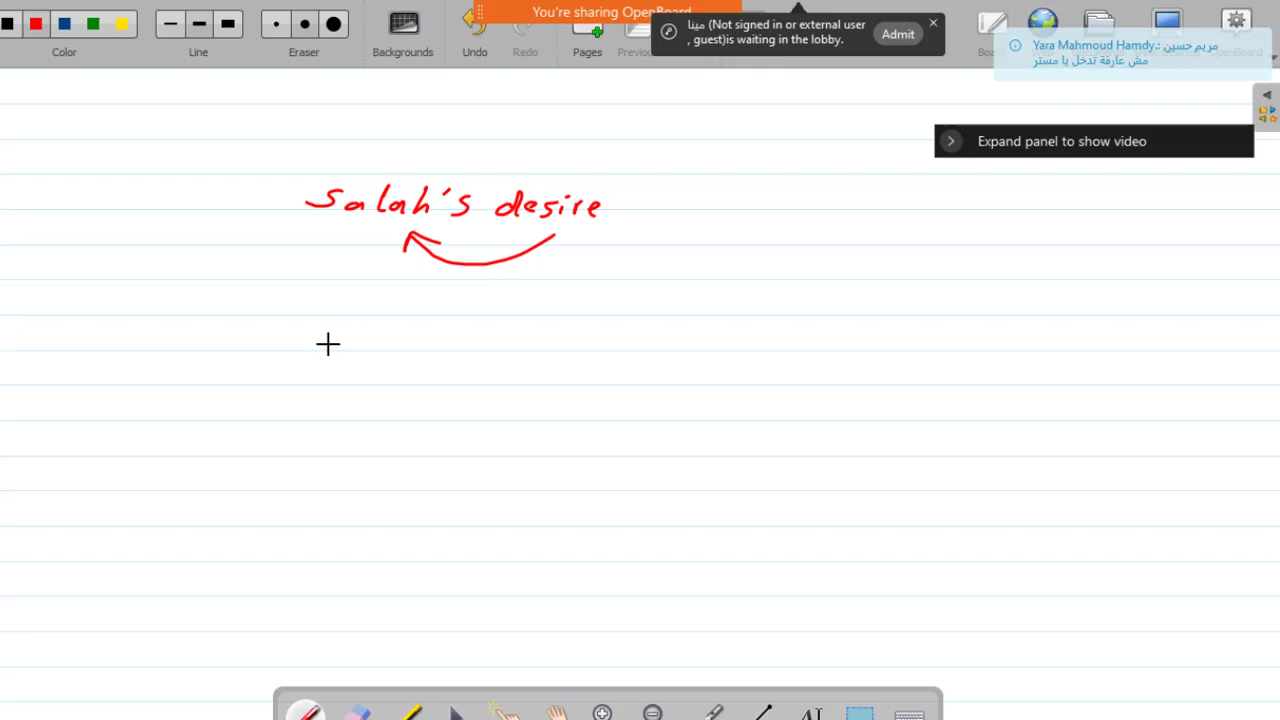 You're sharing OpenBoard
Color
Line
Eraser
Backgrounds
Undo
Redo
Pages
مينا (Not signed in or external user
, guest)is waiting in the lobby.
Admit
Yara Mahmoud Hamdy.: مريم حسين
مش عارفة تدخل يا مستر
Expand panel to show video
Salah's desire